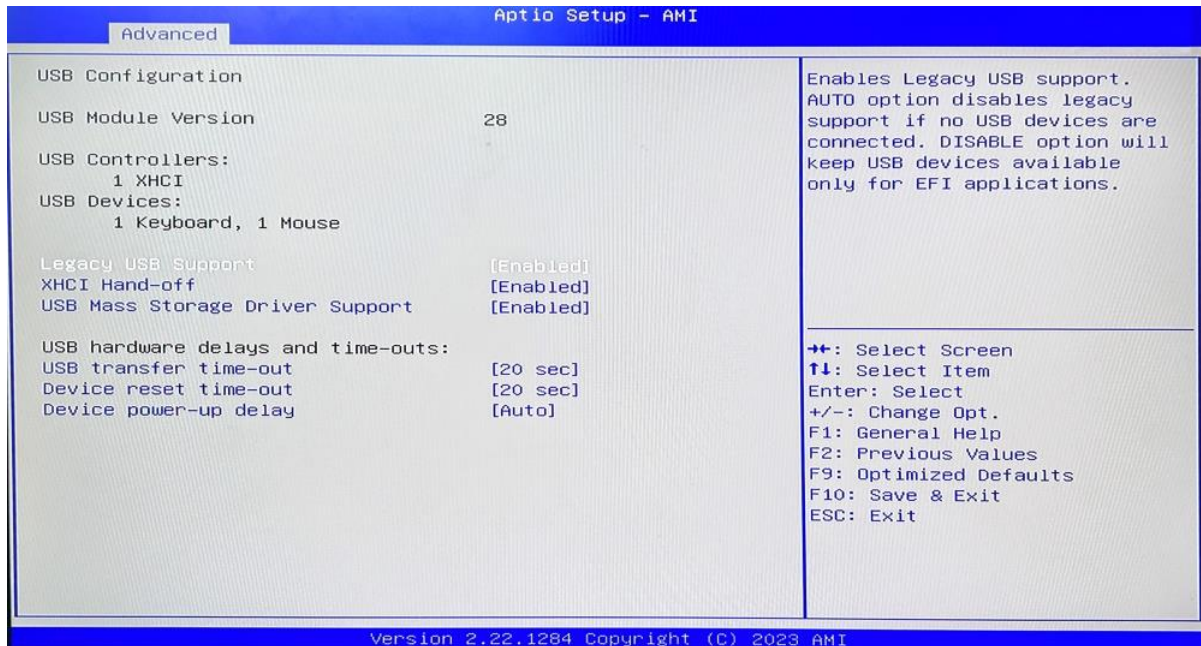 Aptio Setup - AMI
Advanced
USB Configuration
USB Module Version 28
USB Controllers:
1 XHCI
USB Devices:
1 Keyboard, 1 Mouse
Legacy USB Support [Enabled]
XHCI Hand-off [Enabled]
USB Mass Storage Driver Support [Enabled]
USB hardware delays and time-outs:
USB transfer time-out [20 sec]
Device reset time-out [20 sec]
Device power-up delay [Auto]
Enables Legacy USB support.
AUTO option disables legacy
support if no USB devices are
connected. DISABLE option will
keep USB devices available
only for EFI applications.
→←: Select Screen
↑↓: Select Item
Enter: Select
+/-: Change Opt.
F1: General Help
F2: Previous Values
F9: Optimized Defaults
F10: Save & Exit
ESC: Exit
Version 2.22.1284 Copyright (C) 2023 AMI